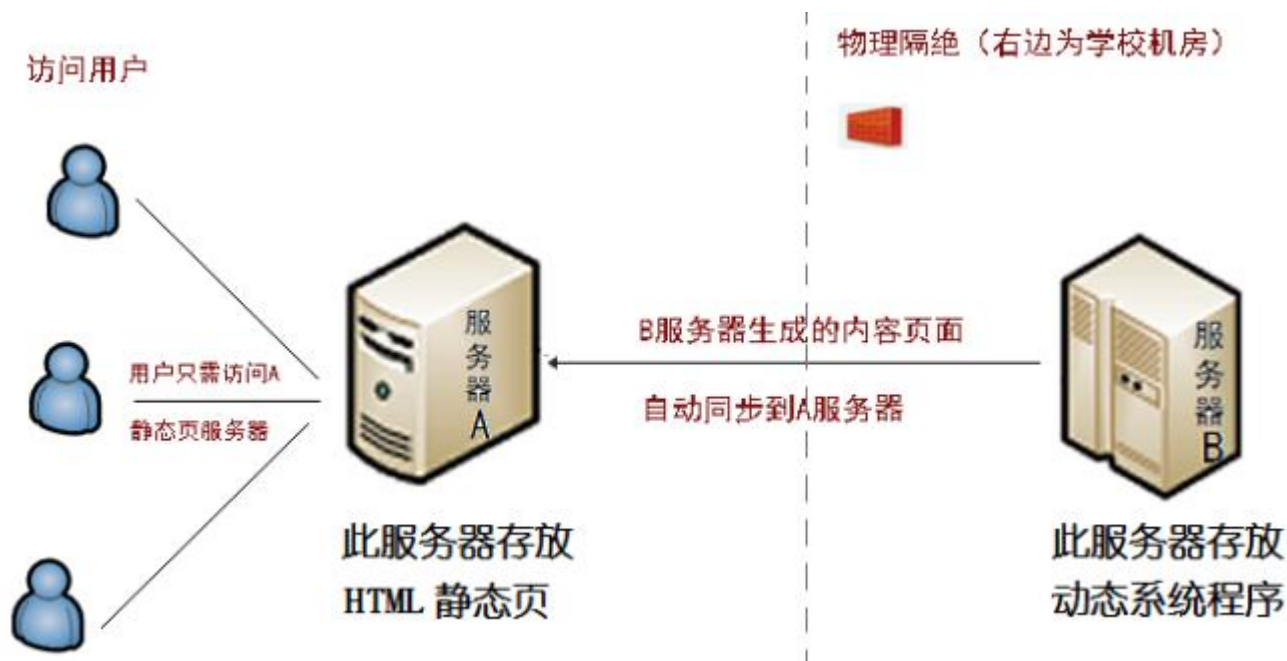 访问用户
物理隔绝（右边为学校机房）
用户只需访问A
静态页服务器
服务器A
B服务器生成的内容页面
自动同步到A服务器
服务器B
此服务器存放
HTML 静态页
此服务器存放
动态系统程序